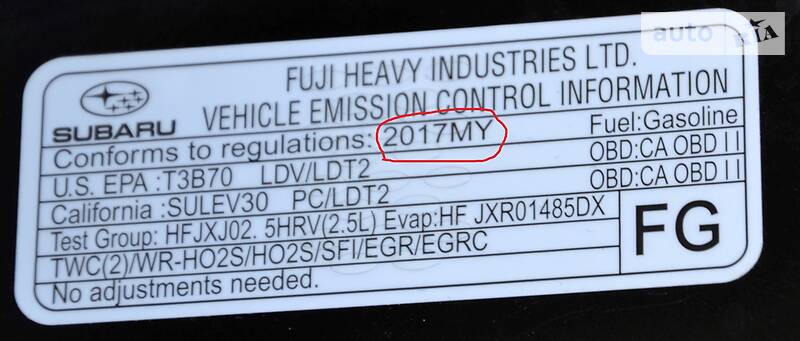 auto RIA
FUJI HEAVY INDUSTRIES LTD.
SUBARU
VEHICLE EMISSION CONTROL INFORMATION
Conforms to regulations: 2017MY Fuel:Gasoline
U.S. EPA :T3B70 LDV/LDT2 OBD:CA OBD II
California :SULEV30 PC/LDT2 OBD:CA OBD II
Test Group: HFJXJ02. 5HRV(2.5L) Evap:HF JXR01485DX
TWC(2)/WR-HO2S/HO2S/SFI/EGR/EGRC
FG
No adjustments needed.